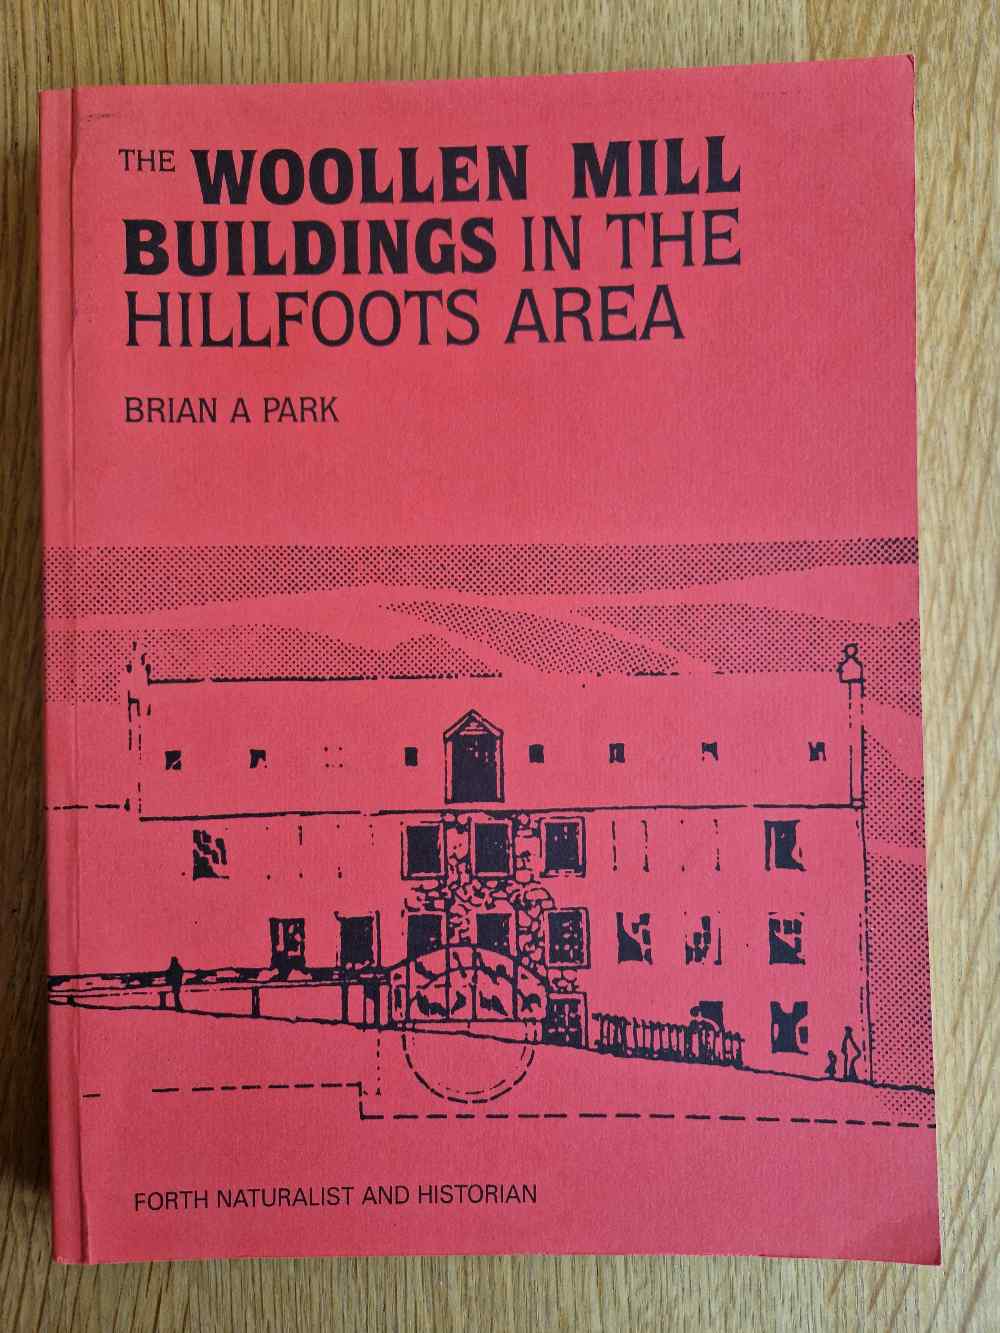 THE WOOLLEN MILL
BUILDINGS IN THE
HILLFOOTS AREA
BRIAN A PARK
FORTH NATURALIST AND HISTORIAN